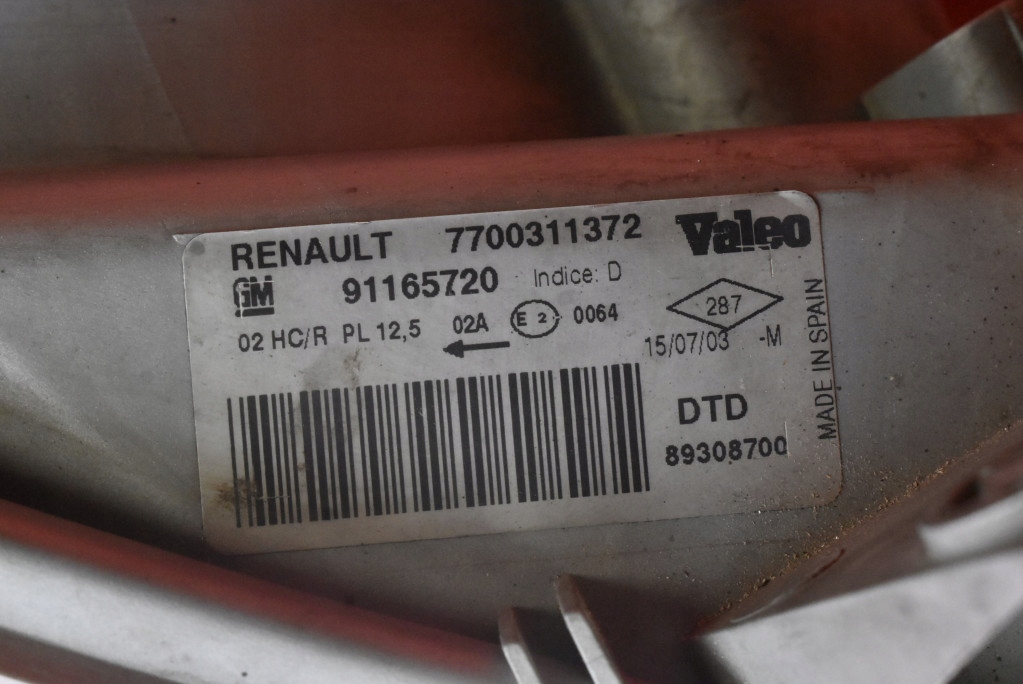 RENAULT 7700311372 Valeo
GM 91165720 Indice: D
02 HC/R PL 12,5 02A E 2 0064 287
15/07/03 -M
DTD
89308700
MADE IN SPAIN